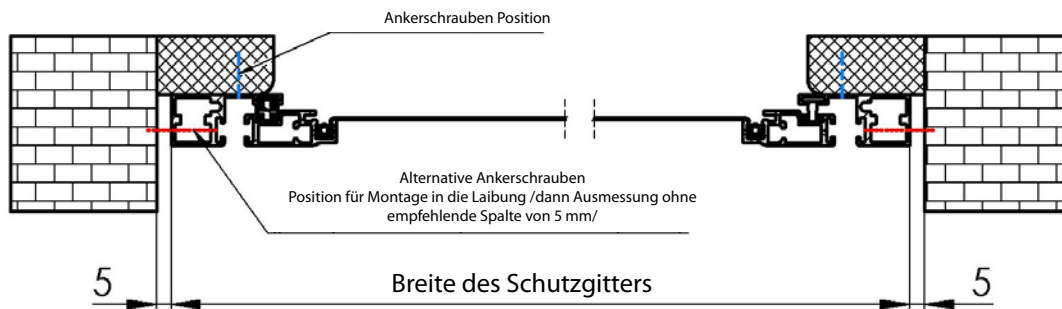 Ankerschrauben Position
Alternative Ankerschrauben
Position für Montage in die Laibung /dann Ausmessung ohne
empfehlende Spalte von 5 mm/
5
Breite des Schutzgitters
5